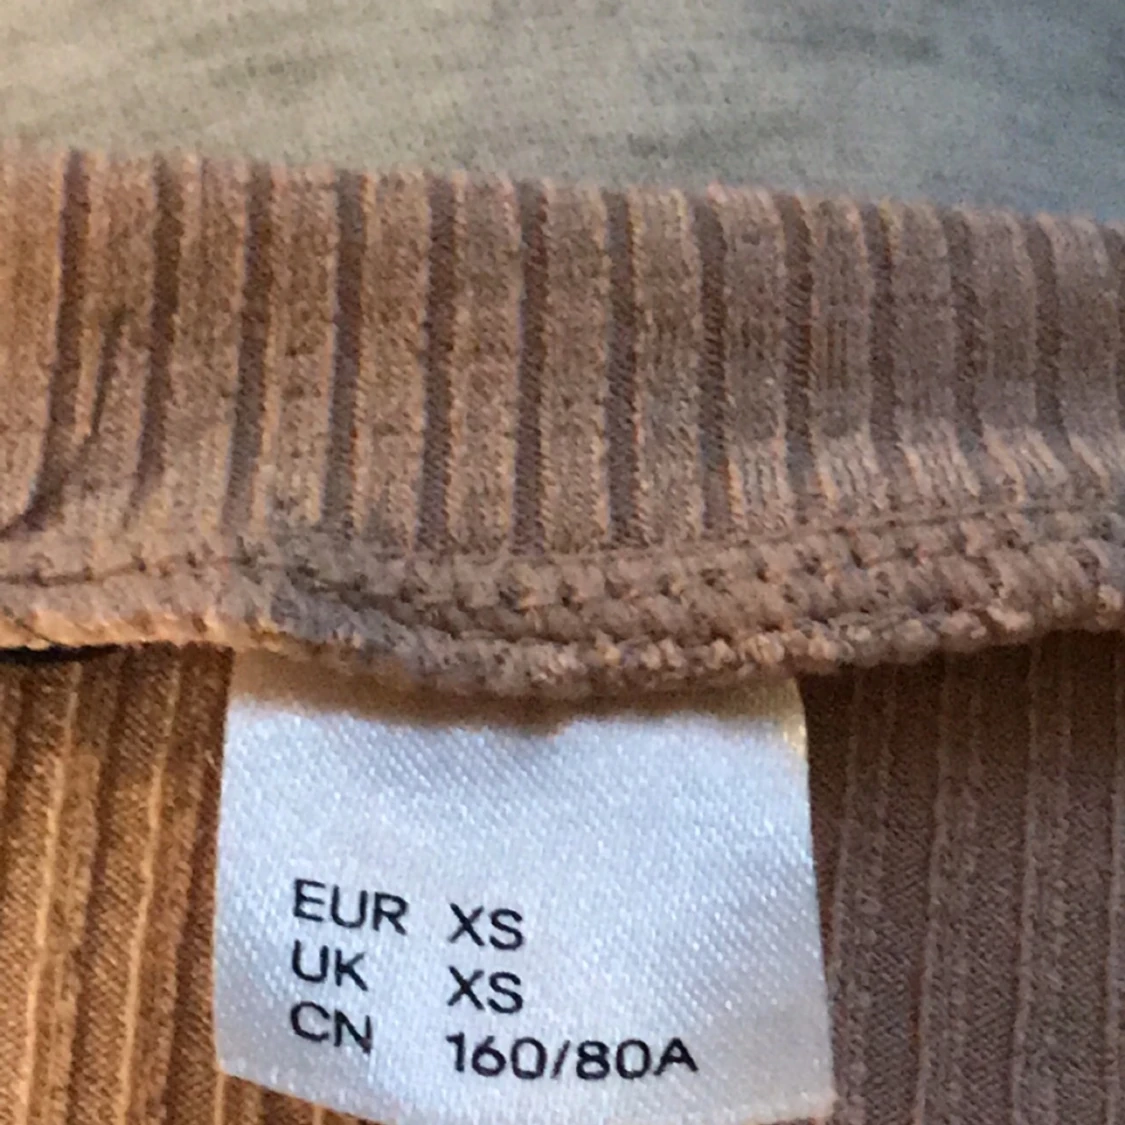 EUR XS
UK XS
CN 160/80A